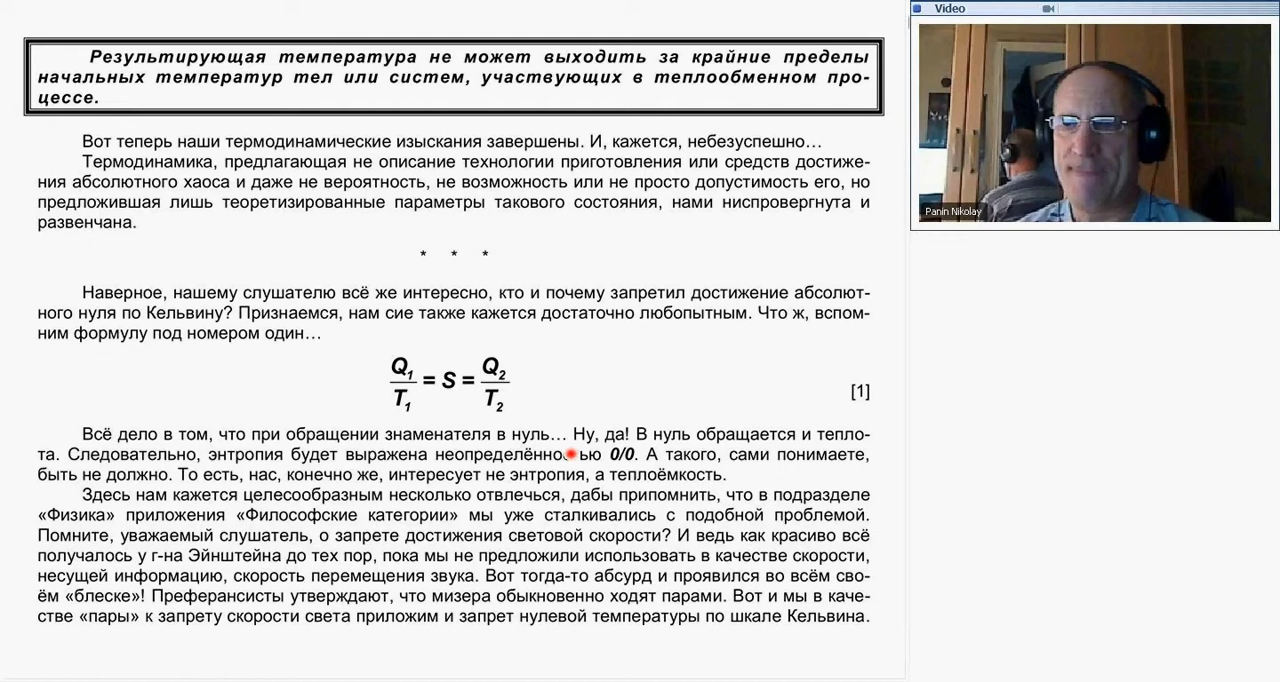 Video
Результирующая температура не может выходить за крайние пределы
начальных температур тел или систем, участвующих в теплообменном про-
цессе.
Вот теперь наши термодинамические изыскания завершены. И, кажется, небезуспешно…
Термодинамика, предлагающая не описание технологии приготовления или средств достиже-
ния абсолютного хаоса и даже не вероятность, не возможность или не просто допустимость его, но
предложившая лишь теоретизированные параметры такового состояния, нами ниспровергнута и
развенчана.
* * *
Наверное, нашему слушателю всё же интересно, кто и почему запретил достижение абсолют-
ного нуля по Кельвину? Признаемся, нам сие также кажется достаточно любопытным. Что ж, вспом-
ним формулу под номером один…
Q₁/T₁ = S = Q₂/T₂ [1]
Всё дело в том, что при обращении знаменателя в нуль… Ну, да! В нуль обращается и тепло-
та. Следовательно, энтропия будет выражена неопределённостью 0/0. А такого, сами понимаете,
быть не должно. То есть, нас, конечно же, интересует не энтропия, а теплоёмкость.
Здесь нам кажется целесообразным несколько отвлечься, дабы припомнить, что в подразделе
«Физика» приложения «Философские категории» мы уже сталкивались с подобной проблемой.
Помните, уважаемый слушатель, о запрете достижения световой скорости? И ведь как красиво всё
получалось у г-на Эйнштейна до тех пор, пока мы не предложили использовать в качестве скорости,
несущей информацию, скорость перемещения звука. Вот тогда-то абсурд и проявился во всём сво-
ём «блеске»! Преферансисты утверждают, что мизера обыкновенно ходят парами. Вот и мы в каче-
стве «пары» к запрету скорости света приложим и запрет нулевой температуры по шкале Кельвина.
Panin Nikolay